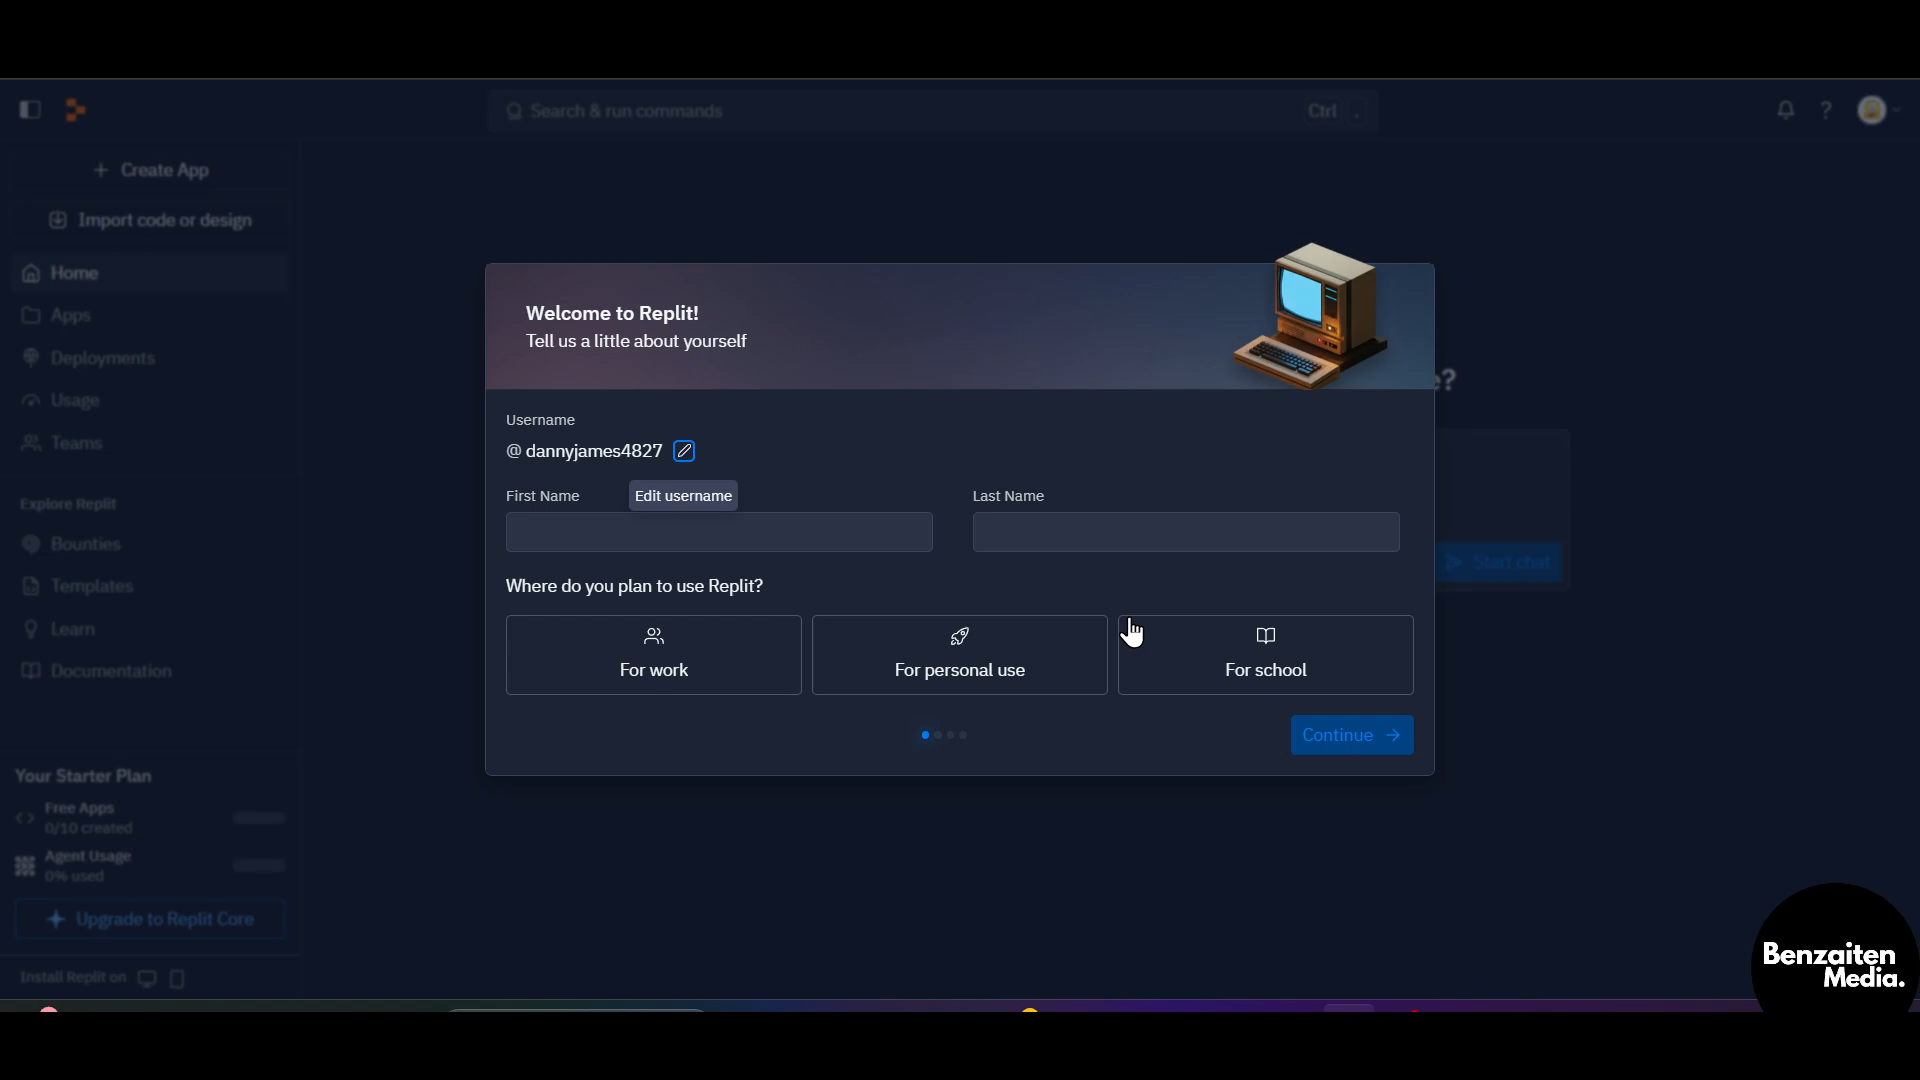 Search & run commands
Ctrl .
?
Create App
Import code or design
Home
Apps
Deployments
Usage
Teams
Explore Replit
Bounties
Templates
Learn
Documentation
Your Starter Plan
Free Apps
0/10 created
Agent Usage
0% used
Upgrade to Replit Core
Install Replit on
Welcome to Replit!
Tell us a little about yourself
e?
Username
@ dannyjames4827
First Name
Edit username
Last Name
Start chat
Where do you plan to use Replit?
For work
For personal use
For school
Continue
Benzaiten
Media.